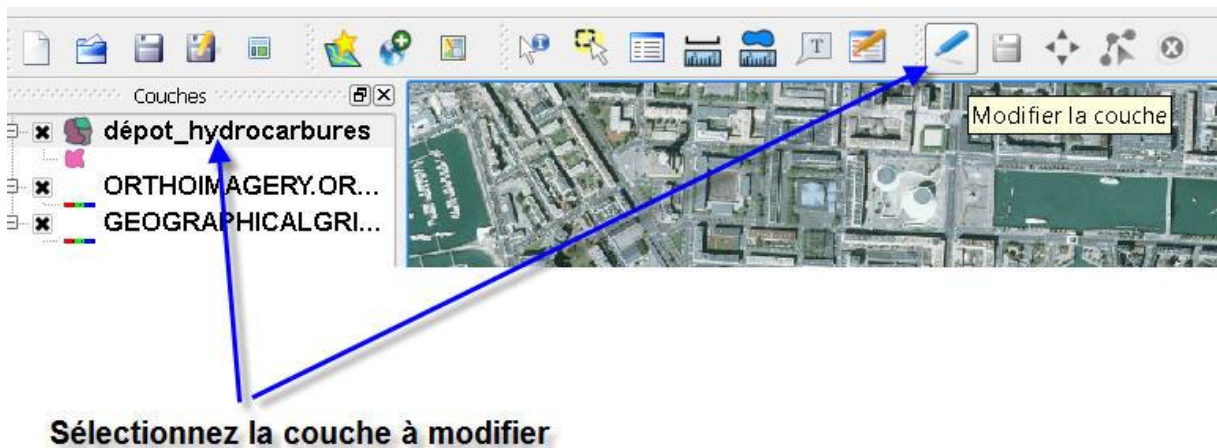 T
Couches
Modifier la couche
dépot_hydrocarbures
ORTHOIMAGERY.OR...
GEOGRAPHICALGRI...
Sélectionnez la couche à modifier